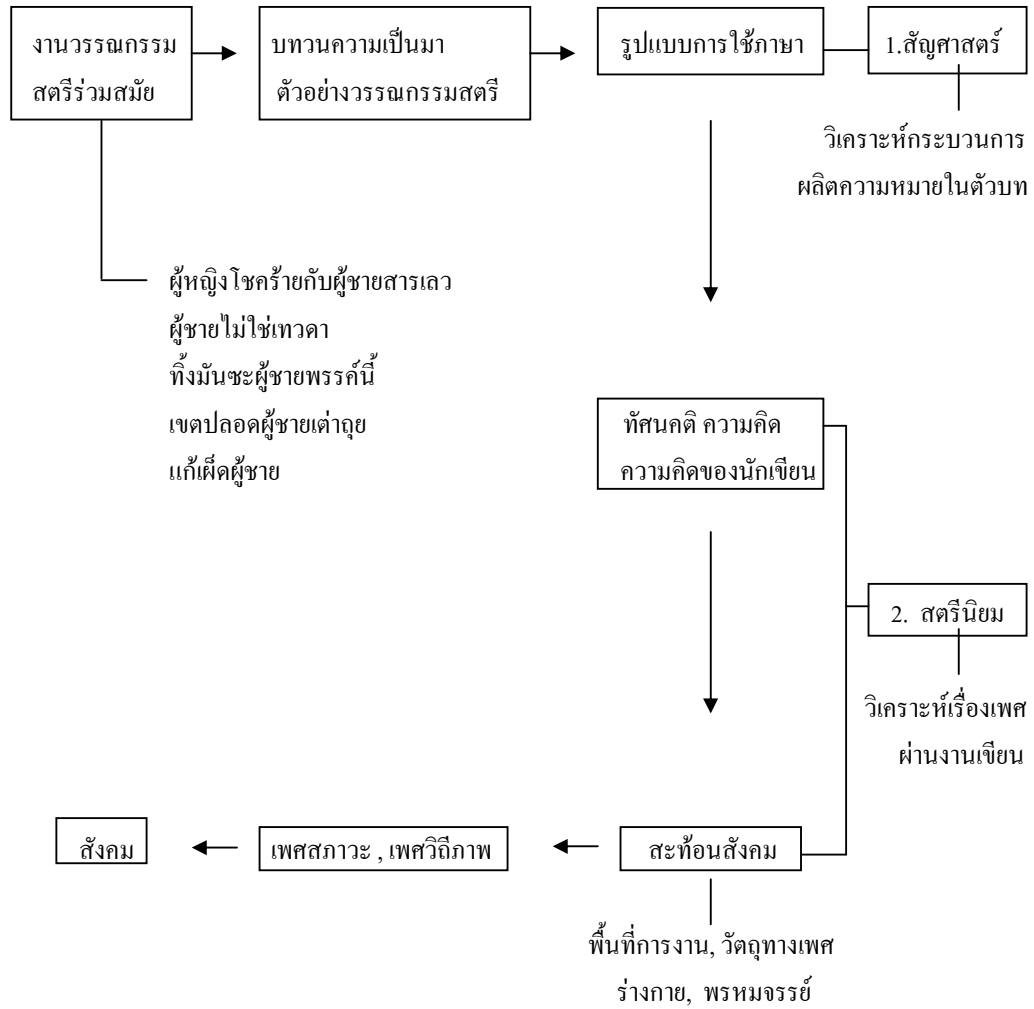 งานวรรณกรรม
สตรีร่วมสมัย
บทวนความเป็นมา
ตัวอย่างวรรณกรรมสตรี
รูปแบบการใช้ภาษา
1.สัญศาสตร์
วิเคราะห์กระบวนการ
ผลิตความหมายในตัวบท
ผู้หญิงโชคร้ายกับผู้ชายสารเลว
ผู้ชายไม่ใช่เทวดา
ทิ้งมันซะผู้ชายพรรค์นี้
เขตปลอดผู้ชายเต่าถุย
แก้เผ็ดผู้ชาย
ทัศนคติ ความคิด
ความคิดของนักเขียน
2. สตรีนิยม
วิเคราะห์เรื่องเพศ
ผ่านงานเขียน
สังคม
เพศสภาวะ , เพศวิถีภาพ
สะท้อนสังคม
พื้นที่การงาน, วัตถุทางเพศ
ร่างกาย, พรหมจรรย์